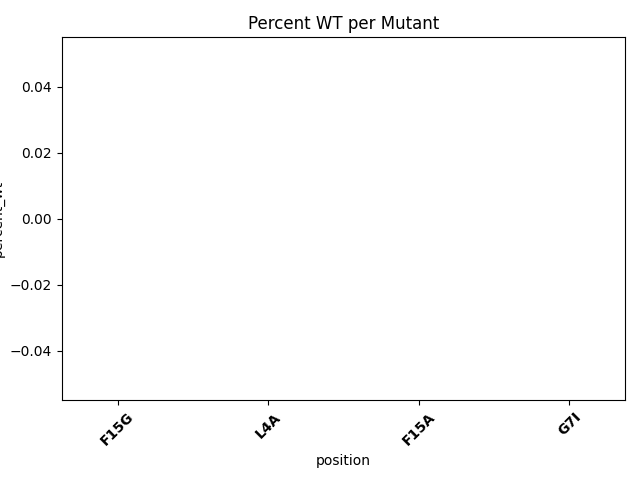 Percent WT per Mutant
0.04
0.02
0.00
−0.02
−0.04
F15G
L4A
F15A
G7I
position